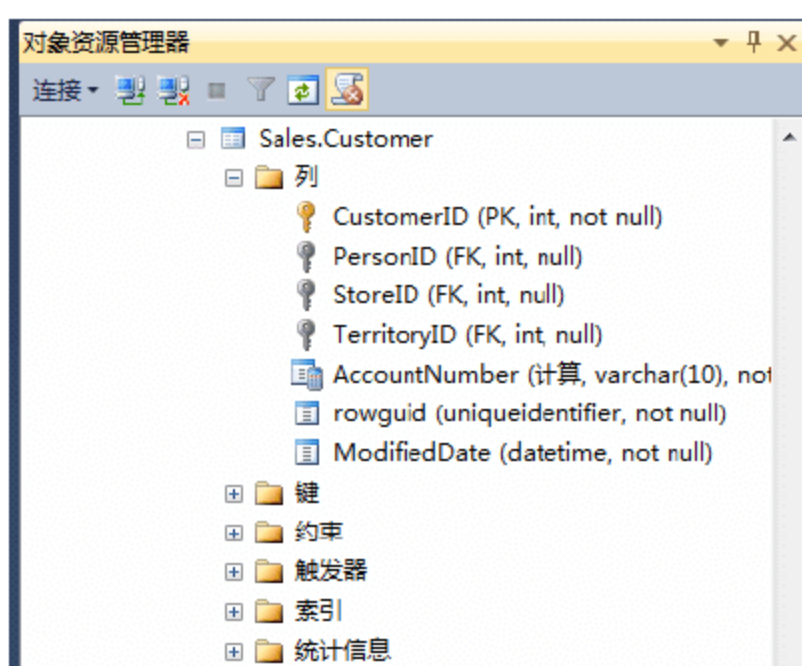 对象资源管理器
连接
Sales.Customer
列
CustomerID (PK, int, not null)
PersonID (FK, int, null)
StoreID (FK, int, null)
TerritoryID (FK, int, null)
AccountNumber (计算, varchar(10), not
rowguid (uniqueidentifier, not null)
ModifiedDate (datetime, not null)
键
约束
触发器
索引
统计信息